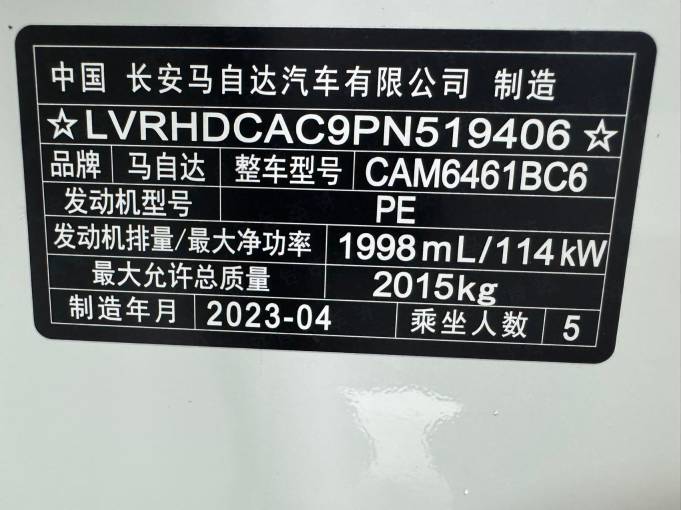 中国 长安马自达汽车有限公司 制造
☆LVRHDCAC9PN519406☆
品牌 马自达 整车型号 CAM6461BC6
发动机型号 PE
发动机排量/最大净功率 1998mL/114kW
最大允许总质量 2015kg
制造年月 2023-04 乘坐人数 5